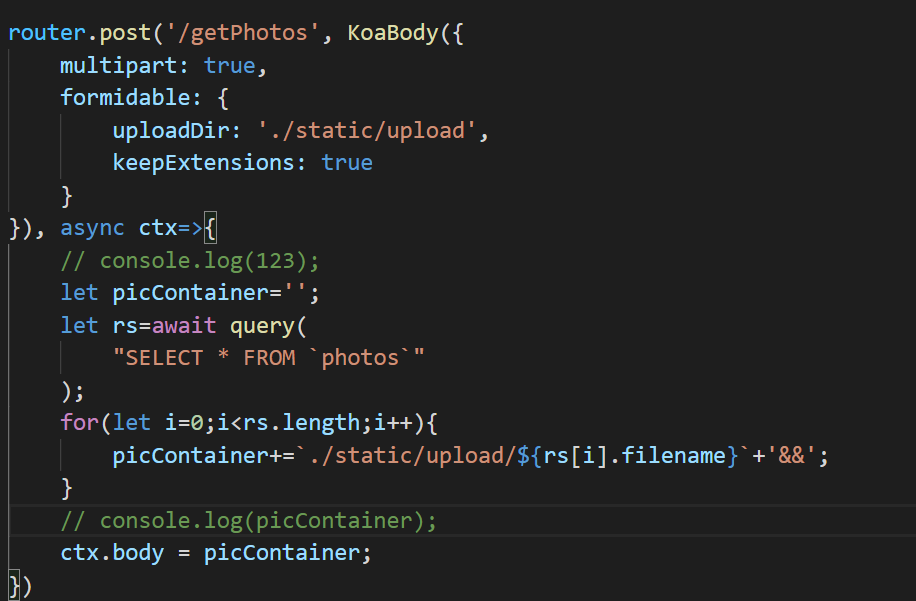 router.post('/getPhotos', KoaBody({
    multipart: true,
    formidable: {
        uploadDir: './static/upload',
        keepExtensions: true
    }
}), async ctx=>{
    // console.log(123);
    let picContainer='';
    let rs=await query(
        "SELECT * FROM `photos`"
    );
    for(let i=0;i<rs.length;i++){
        picContainer+=`./static/upload/${rs[i].filename}`+'&&';
    }
    // console.log(picContainer);
    ctx.body = picContainer;
})